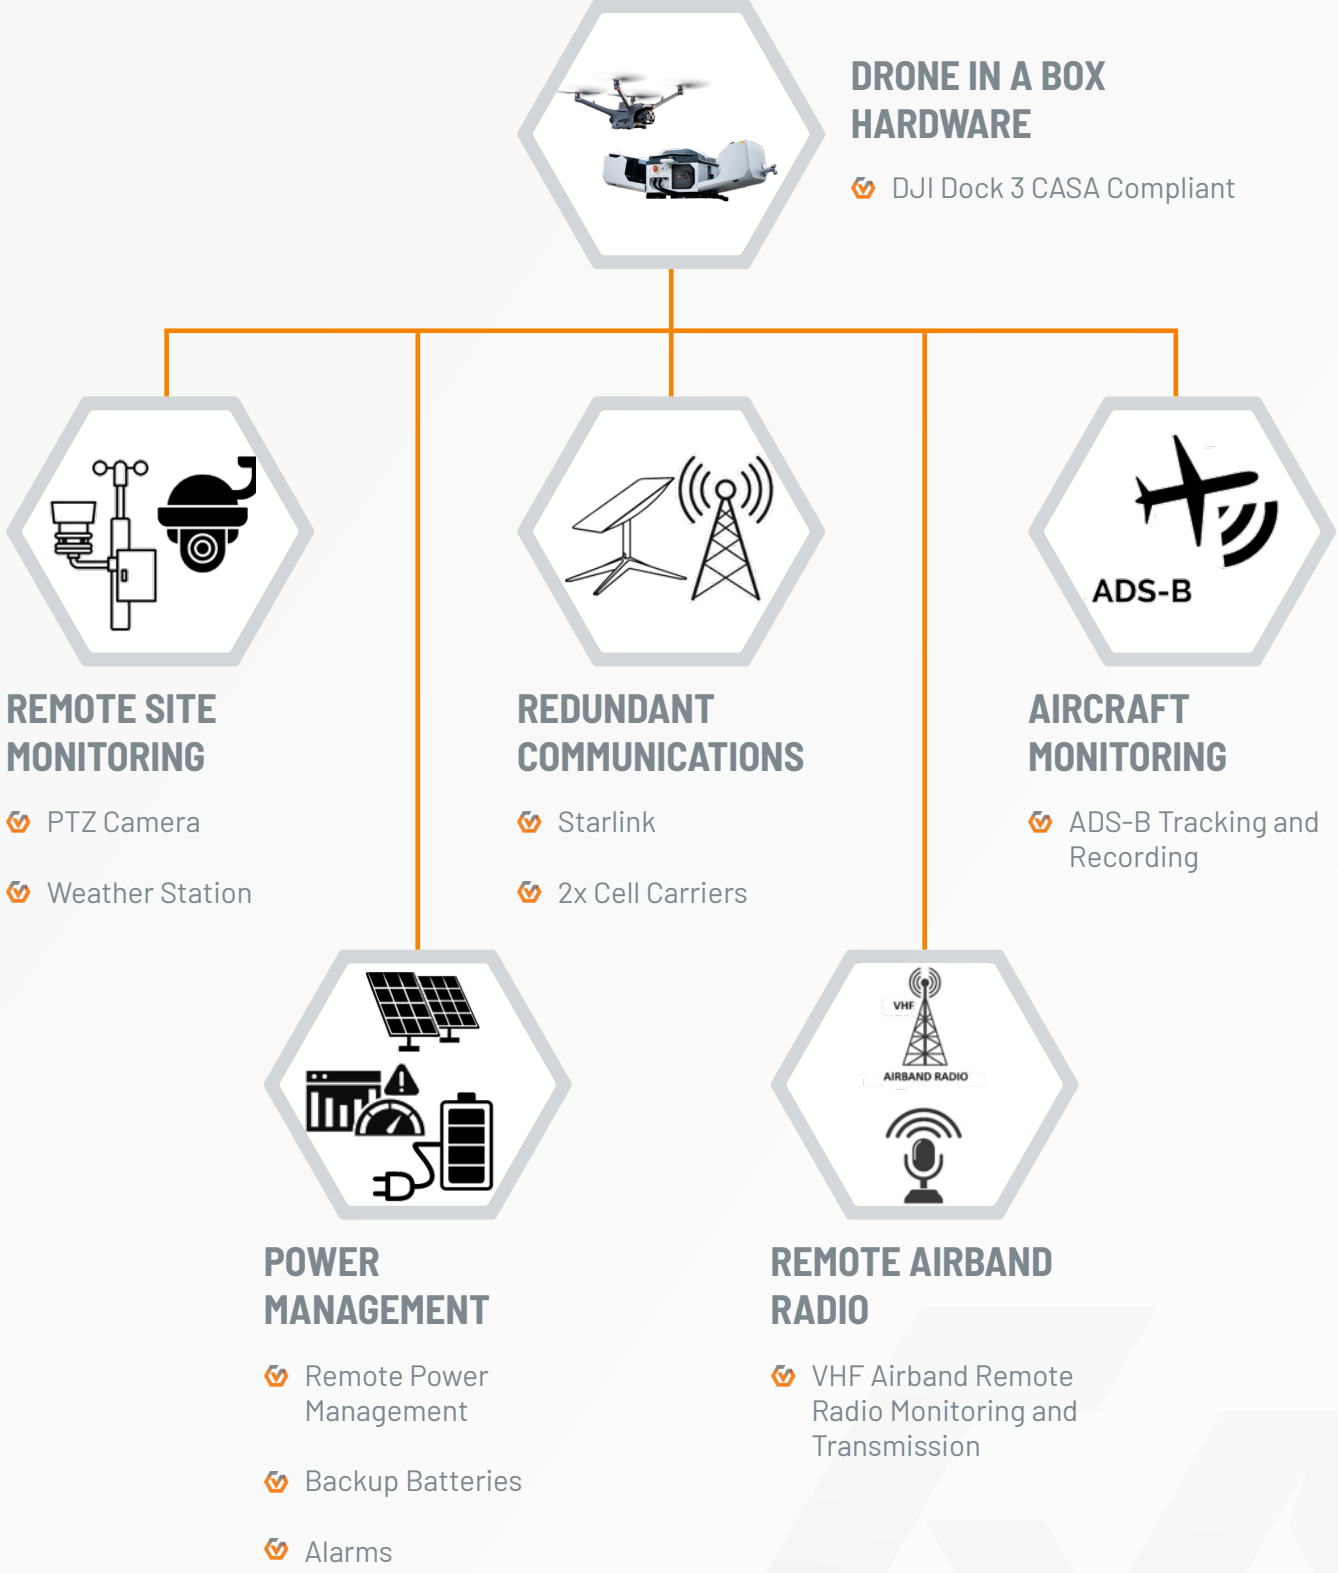 DRONE IN A BOX
HARDWARE
DJI Dock 3 CASA Compliant
ADS-B
REMOTE SITE
MONITORING
PTZ Camera
Weather Station
REDUNDANT
COMMUNICATIONS
Starlink
2x Cell Carriers
AIRCRAFT
MONITORING
ADS-B Tracking and
Recording
VHF
AIRBAND RADIO
POWER
MANAGEMENT
Remote Power
Management
Backup Batteries
Alarms
REMOTE AIRBAND
RADIO
VHF Airband Remote
Radio Monitoring and
Transmission